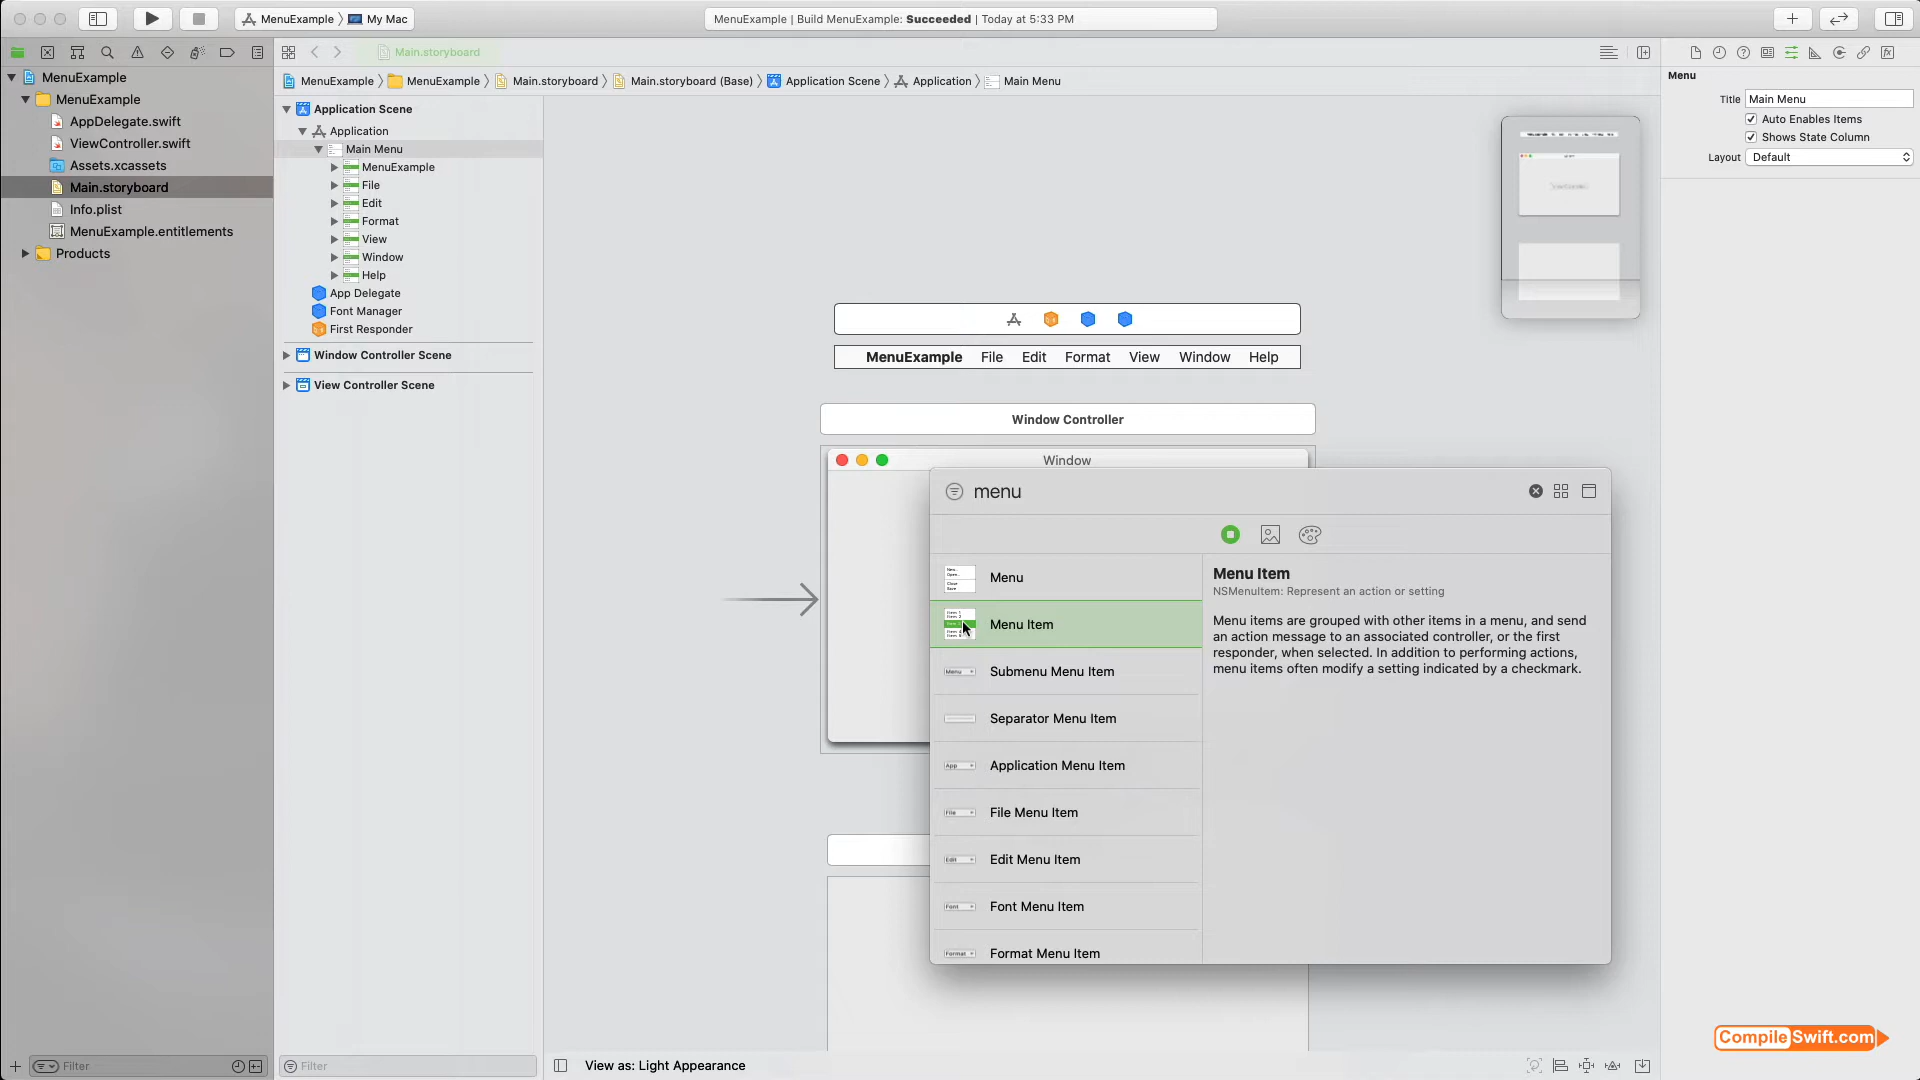 MenuExample
My Mac
MenuExample | Build MenuExample: Succeeded | Today at 5:33 PM
Main.storyboard
MenuExample
MenuExample
AppDelegate.swift
ViewController.swift
Assets.xcassets
Main.storyboard
Info.plist
MenuExample.entitlements
Products
Filter
MenuExample
MenuExample
Main.storyboard
Main.storyboard (Base)
Application Scene
Application
Main Menu
Application Scene
Application
Main Menu
MenuExample
File
Edit
Format
View
Window
Help
App Delegate
Font Manager
First Responder
Window Controller Scene
View Controller Scene
Filter
MenuExample File Edit Format View Window Help
Window Controller
Window
menu
Menu
Menu Item
Submenu Menu Item
Separator Menu Item
Application Menu Item
File Menu Item
Edit Menu Item
Font Menu Item
Format Menu Item
Menu Item
NSMenuItem: Represent an action or setting
Menu items are grouped with other items in a menu, and send
an action message to an associated controller, or the first
responder, when selected. In addition to performing actions,
menu items often modify a setting indicated by a checkmark.
View as: Light Appearance
Menu
Title Main Menu
Auto Enables Items
Shows State Column
Layout Default
CompileSwift.com